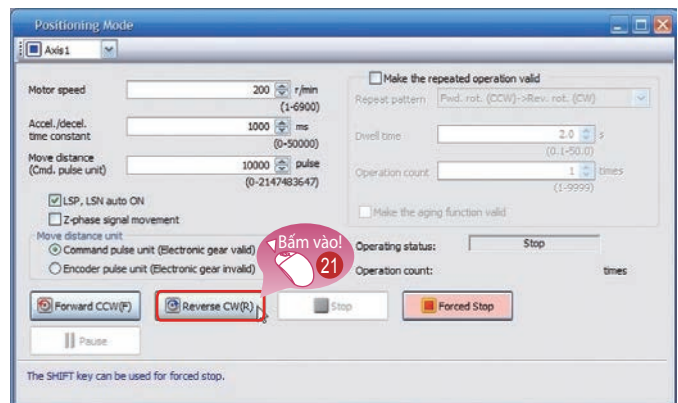 Positioning Mode
Axis1
Motor speed 200 r/min
(1-6900)
Accel./decel.
time constant 1000 ms
(0-50000)
Move distance
(Cmd. pulse unit) 10000 pulse
(0-2147483647)
LSP, LSN auto ON
Z-phase signal movement
Move distance unit
Command pulse unit (Electronic gear valid)
Encoder pulse unit (Electronic gear invalid)
Make the repeated operation valid
Repeat pattern Fwd. rot. (CCW)->Rev. rot. (CW)
Dwell time 2.0 s
(0.1-50.0)
Operation count 1 times
(1-9999)
Make the aging function valid
Bấm vào!
21
Operating status: Stop
Operation count: times
Forward CCW(F) Reverse CW(R) Stop Forced Stop
Pause
The SHIFT key can be used for forced stop.